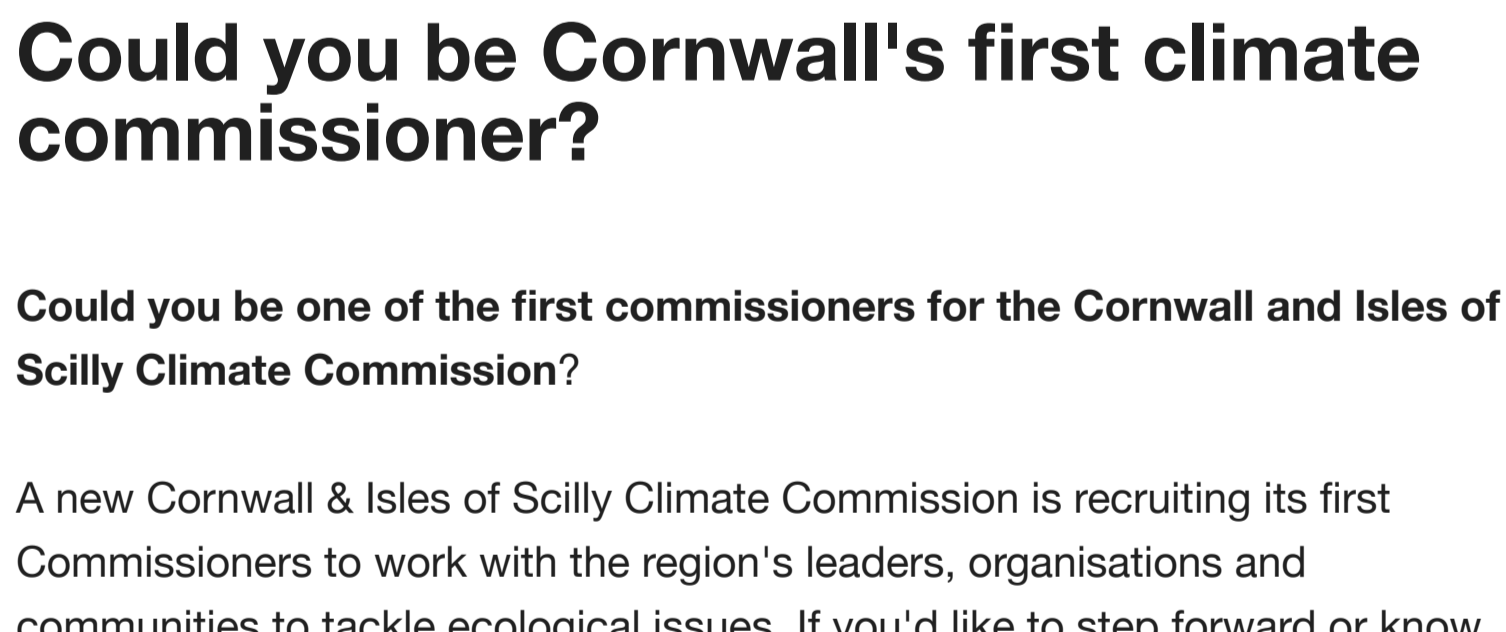 Could you be Cornwall's first climate
commissioner?
Could you be one of the first commissioners for the Cornwall and Isles of
Scilly Climate Commission?
A new Cornwall & Isles of Scilly Climate Commission is recruiting its first
Commissioners to work with the region's leaders, organisations and
communities to tackle ecological issues. If you'd like to step forward or know